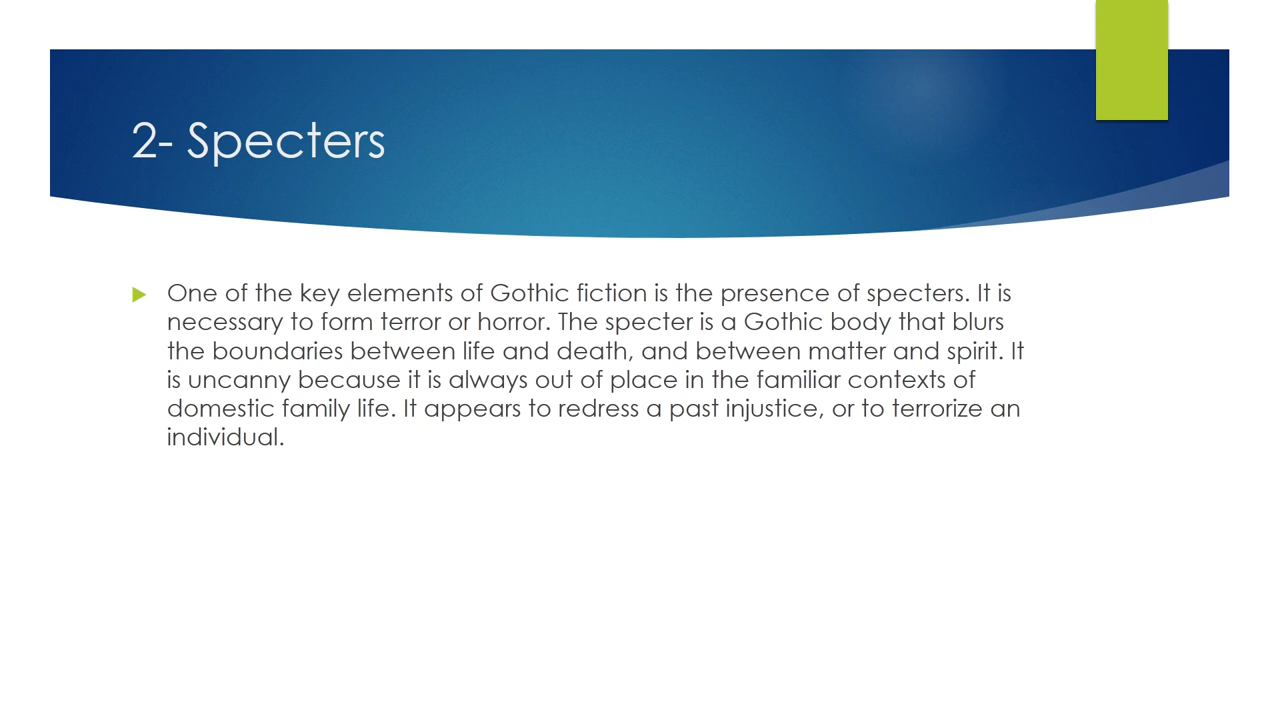 2- Specters
One of the key elements of Gothic fiction is the presence of specters. It is
necessary to form terror or horror. The specter is a Gothic body that blurs
the boundaries between life and death, and between matter and spirit. It
is uncanny because it is always out of place in the familiar contexts of
domestic family life. It appears to redress a past injustice, or to terrorize an
individual.